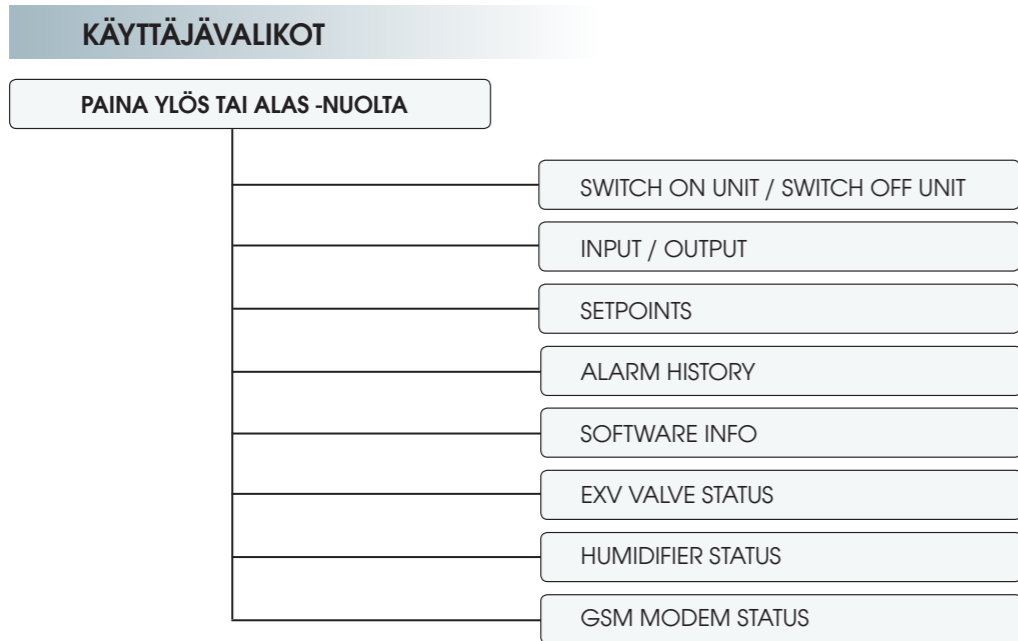 KÄYTTÄJÄVALIKOT
PAINA YLÖS TAI ALAS -NUOLTA
SWITCH ON UNIT / SWITCH OFF UNIT
INPUT / OUTPUT
SETPOINTS
ALARM HISTORY
SOFTWARE INFO
EXV VALVE STATUS
HUMIDIFIER STATUS
GSM MODEM STATUS